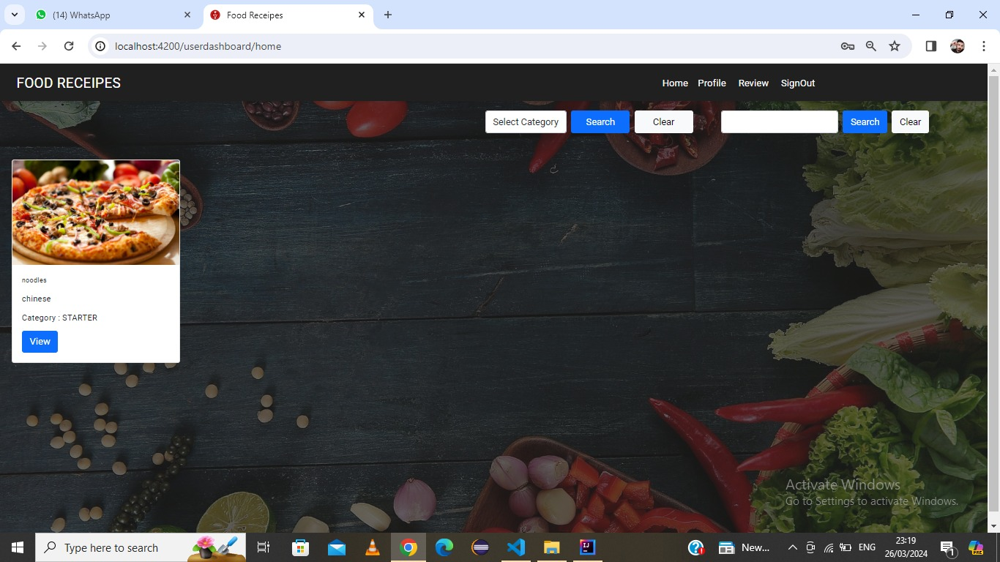 (14) WhatsApp
Food Receipes
localhost:4200/userdashboard/home
FOOD RECEIPES
Home Profile Review SignOut
Select Category Search Clear Search Clear
noodles
chinese
Category : STARTER
View
Activate Windows
Go to Settings to activate Windows.
Type here to search
New...
ENG
23:19
26/03/2024
1
PRE